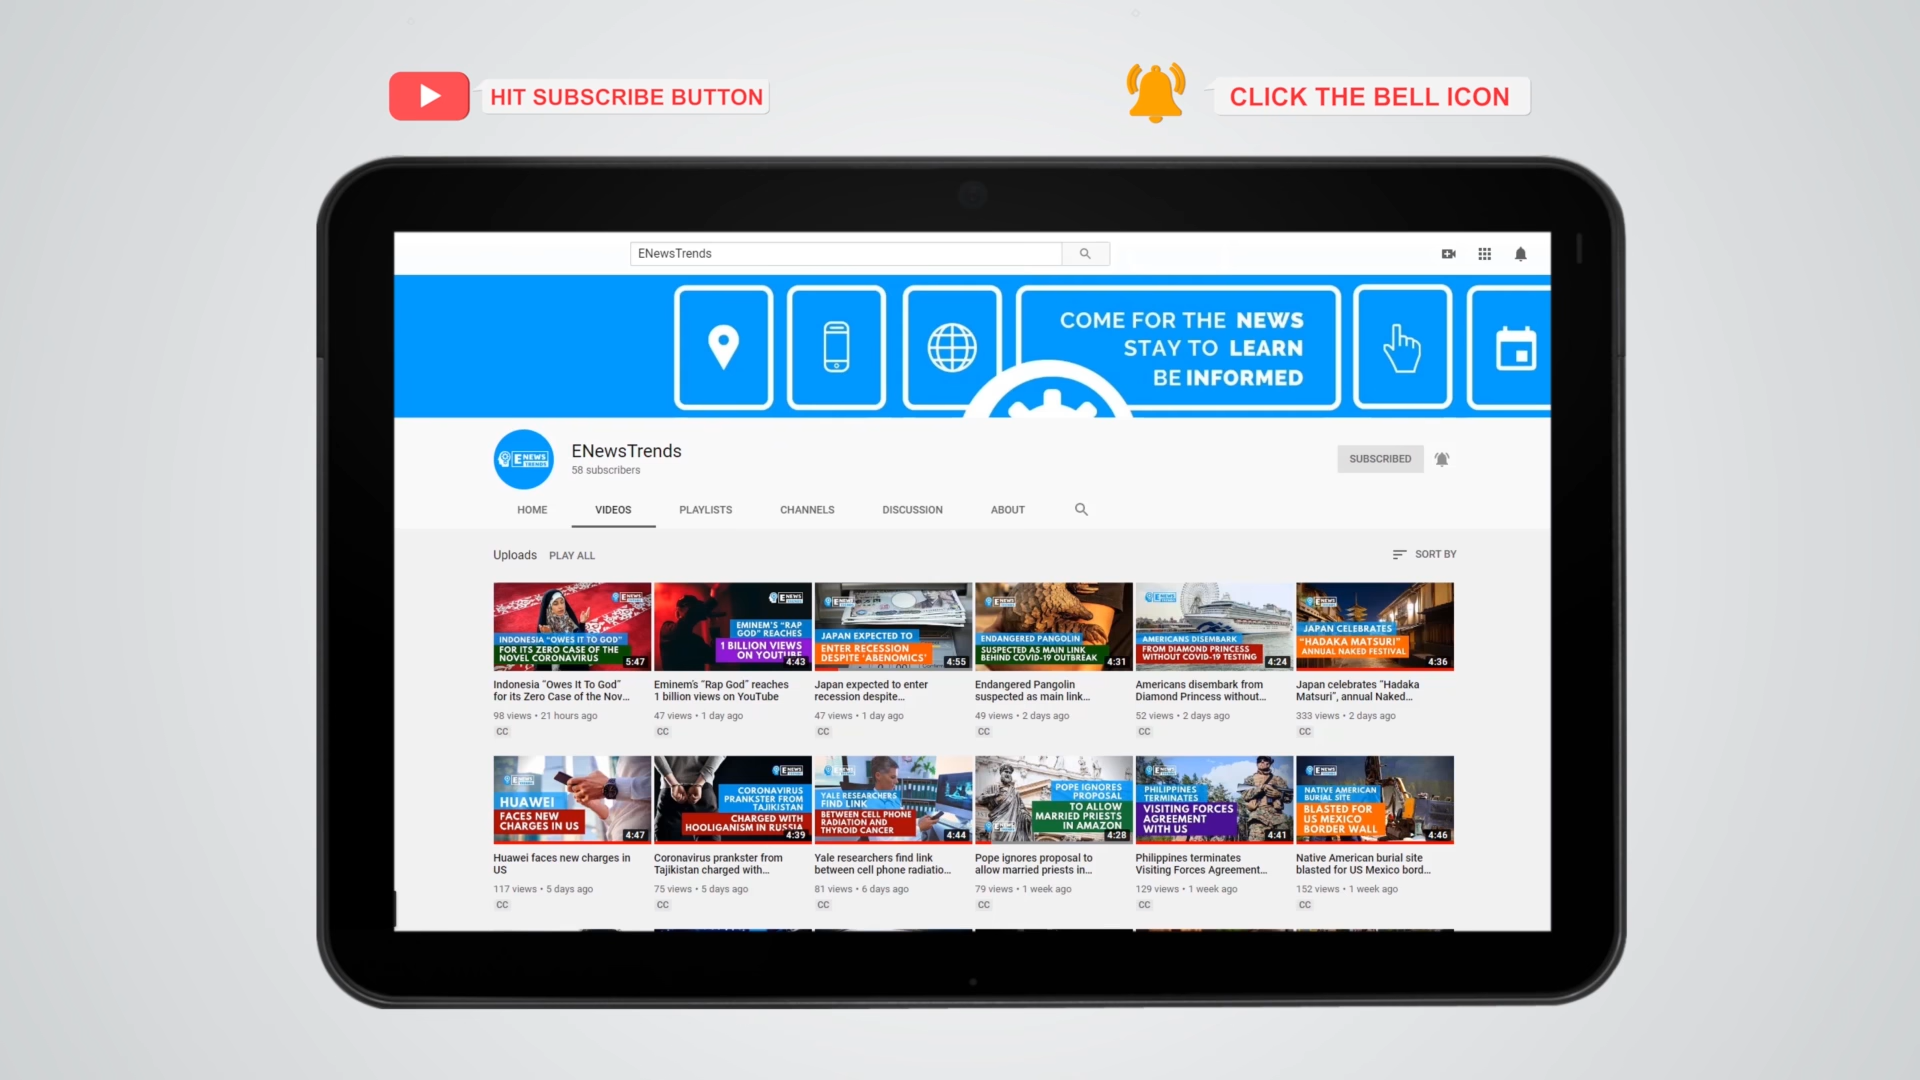 HIT SUBSCRIBE BUTTON
CLICK THE BELL ICON
ENewsTrends
COME FOR THE NEWS
STAY TO LEARN
BE INFORMED
E NEWS
TRENDS
ENewsTrends
58 subscribers
SUBSCRIBED
HOME VIDEOS PLAYLISTS CHANNELS DISCUSSION ABOUT
Uploads PLAY ALL
SORT BY
INDONESIA "OWES IT TO GOD"
FOR ITS ZERO CASE OF THE
NOVEL CORONAVIRUS
5:47
EMINEM'S "RAP
GOD" REACHES
1 BILLION VIEWS
ON YOUTUBE
4:43
JAPAN EXPECTED TO
ENTER RECESSION
DESPITE 'ABENOMICS'
4:55
ENDANGERED PANGOLIN
SUSPECTED AS MAIN LINK
BEHIND COVID-19 OUTBREAK
4:31
AMERICANS DISEMBARK
FROM DIAMOND PRINCESS
WITHOUT COVID-19 TESTING
4:24
JAPAN CELEBRATES
"HADAKA MATSURI"
ANNUAL NAKED FESTIVAL
4:36
Indonesia "Owes It To God"
for its Zero Case of the Nov...
98 views • 21 hours ago
CC
Eminem's "Rap God" reaches
1 billion views on YouTube
47 views • 1 day ago
CC
Japan expected to enter
recession despite...
47 views • 1 day ago
CC
Endangered Pangolin
suspected as main link...
49 views • 2 days ago
CC
Americans disembark from
Diamond Princess without...
52 views • 2 days ago
CC
Japan celebrates "Hadaka
Matsuri", annual Naked...
333 views • 2 days ago
CC
HUAWEI
FACES NEW
CHARGES IN US
4:47
CORONAVIRUS
PRANKSTER FROM
TAJIKISTAN
CHARGED WITH
HOOLIGANISM IN RUSSIA
4:39
YALE RESEARCHERS
FIND LINK
BETWEEN CELL PHONE
RADIATION AND
THYROID CANCER
4:44
POPE IGNORES
PROPOSAL
TO ALLOW
MARRIED PRIESTS
IN AMAZON
4:28
PHILIPPINES
TERMINATES
VISITING FORCES
AGREEMENT
WITH US
4:41
NATIVE AMERICAN
BURIAL SITE
BLASTED FOR
US MEXICO
BORDER WALL
4:46
Huawei faces new charges in
US
117 views • 5 days ago
CC
Coronavirus prankster from
Tajikistan charged with...
75 views • 5 days ago
CC
Yale researchers find link
between cell phone radiatio...
81 views • 6 days ago
CC
Pope ignores proposal to
allow married priests in...
79 views • 1 week ago
CC
Philippines terminates
Visiting Forces Agreement...
129 views • 1 week ago
CC
Native American burial site
blasted for US Mexico bord...
152 views • 1 week ago
CC